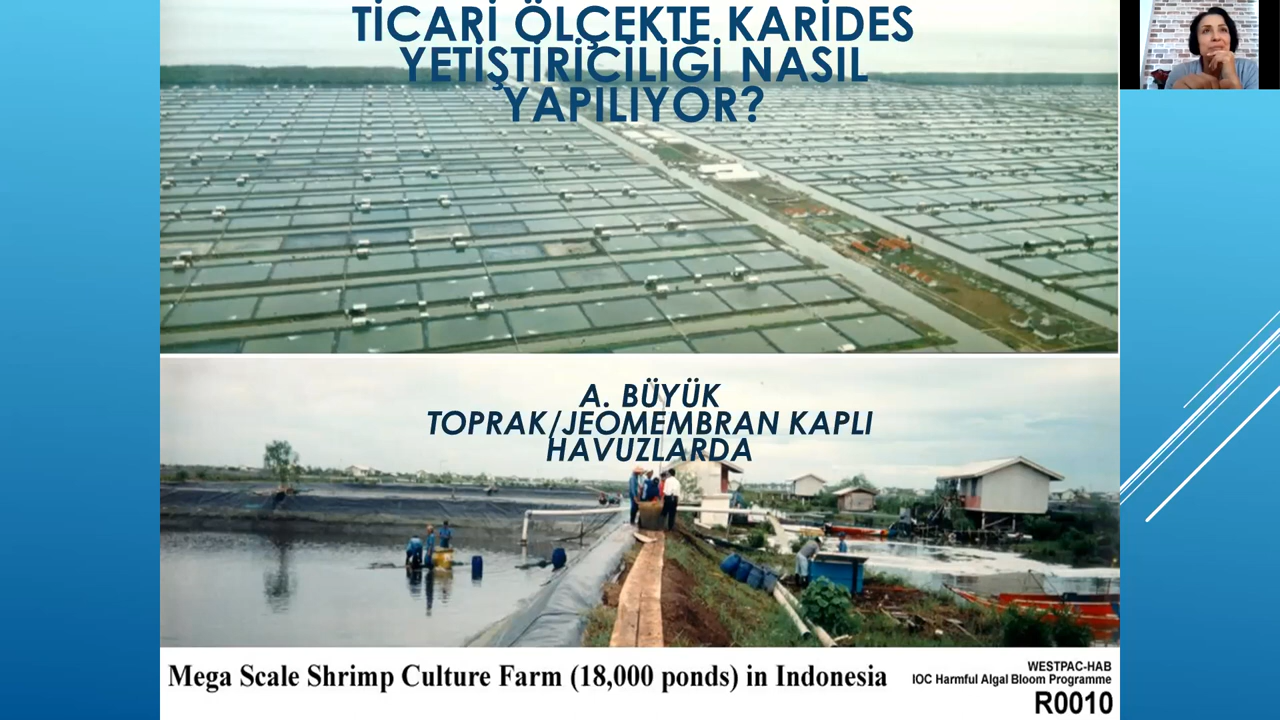 TİCARİ ÖLÇEKTE KARİDES
YETİŞTİRİCİLİĞİ NASIL
YAPILIYOR?
A. BÜYÜK
TOPRAK/JEOMEMBRAN KAPLI
HAVUZLARDA
Mega Scale Shrimp Culture Farm (18,000 ponds) in Indonesia
WESTPAC-HAB
IOC Harmful Algal Bloom Programme
R0010